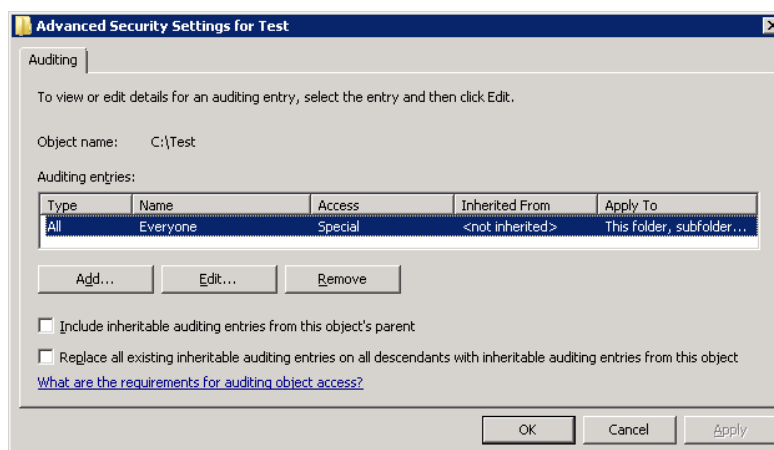 Advanced Security Settings for Test
Auditing
To view or edit details for an auditing entry, select the entry and then click Edit.
Object name: C:\Test
Auditing entries:
Type Name Access Inherited From Apply To
All Everyone Special <not inherited> This folder, subfolder...
Add... Edit... Remove
Include inheritable auditing entries from this object's parent
Replace all existing inheritable auditing entries on all descendants with inheritable auditing entries from this object
What are the requirements for auditing object access?
OK Cancel Apply